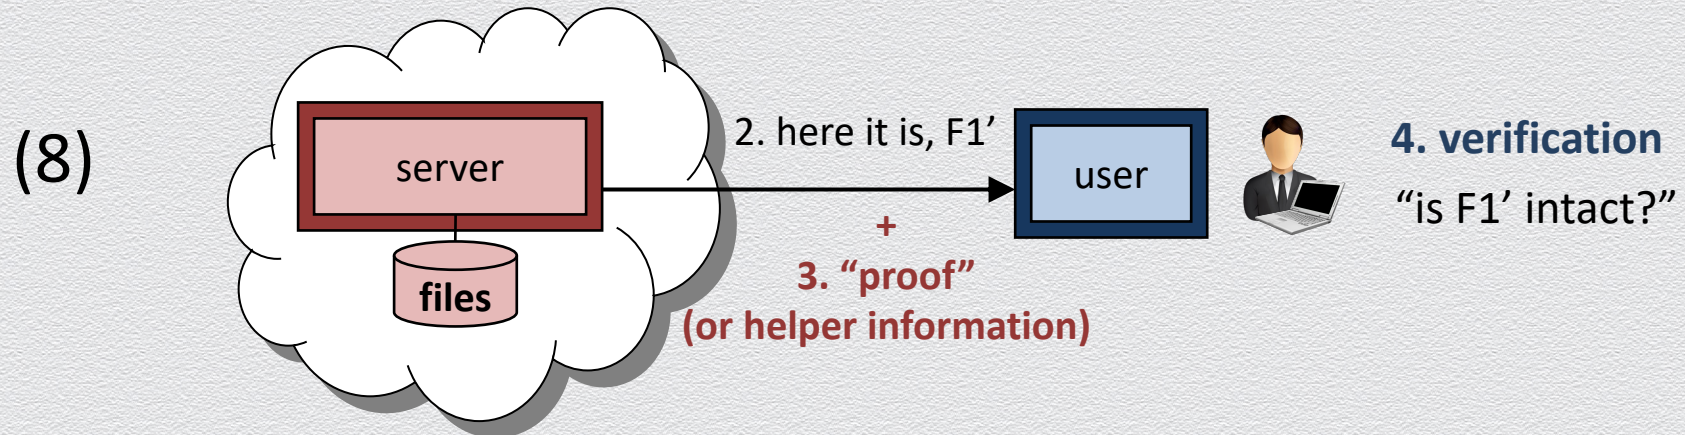 (8)
server
files
2. here it is, F1’
+
3. “proof”
(or helper information)
user
4. verification
“is F1’ intact?”